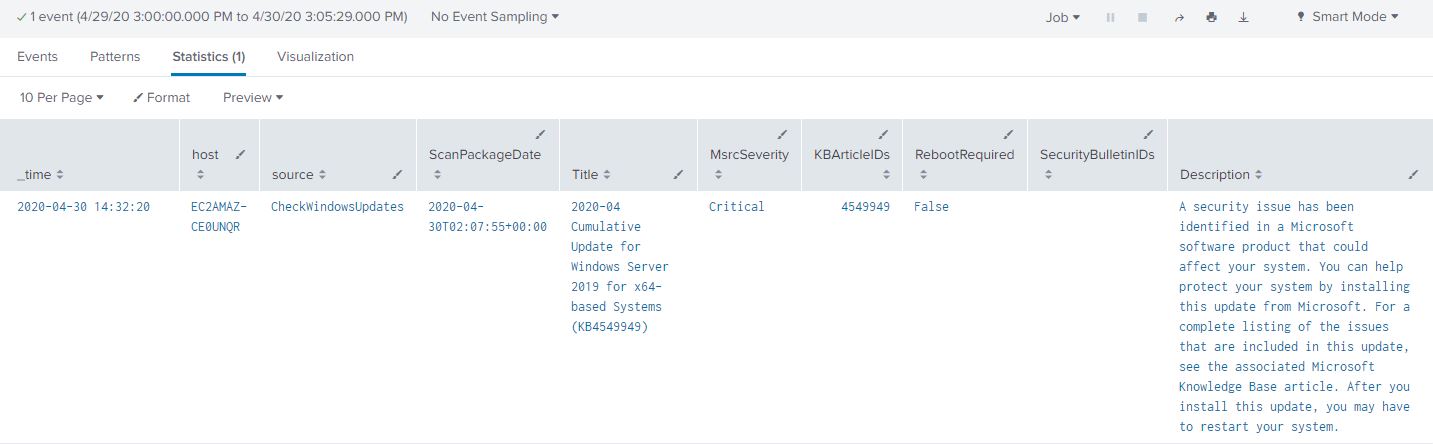 1 event (4/29/20 3:00:00.000 PM to 4/30/20 3:05:29.000 PM) No Event Sampling Job Smart Mode
Events Patterns Statistics (1) Visualization
10 Per Page Format Preview
_time host source ScanPackageDate Title MsrcSeverity KBArticleIDs RebootRequired SecurityBulletinIDs Description
2020-04-30 14:32:20
EC2AMAZ-
CE0UNQR
CheckWindowsUpdates
2020-04-
30T02:07:55+00:00
2020-04
Cumulative
Update for
Windows Server
2019 for x64-
based Systems
(KB4549949)
Critical
4549949
False
A security issue has been
identified in a Microsoft
software product that could
affect your system. You can help
protect your system by installing
this update from Microsoft. For a
complete listing of the issues
that are included in this update,
see the associated Microsoft
Knowledge Base article. After you
install this update, you may have
to restart your system.